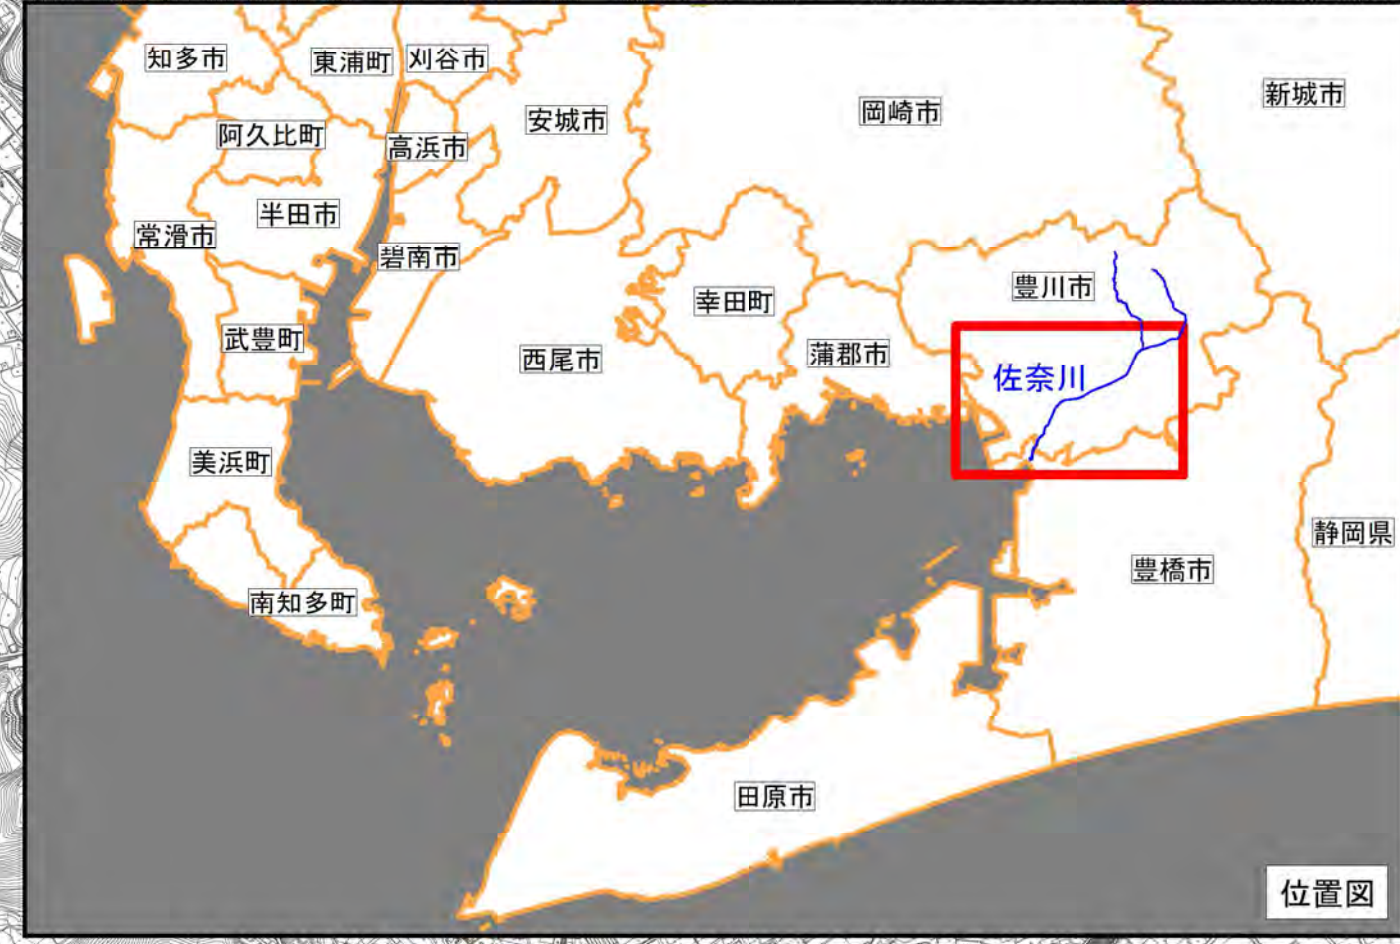 知多市
東浦町
刈谷市
新城市
岡崎市
安城市
阿久比町
高浜市
半田市
常滑市
碧南市
豊川市
幸田町
武豊町
蒲郡市
西尾市
佐奈川
美浜町
静岡県
豊橋市
南知多町
田原市
位置図